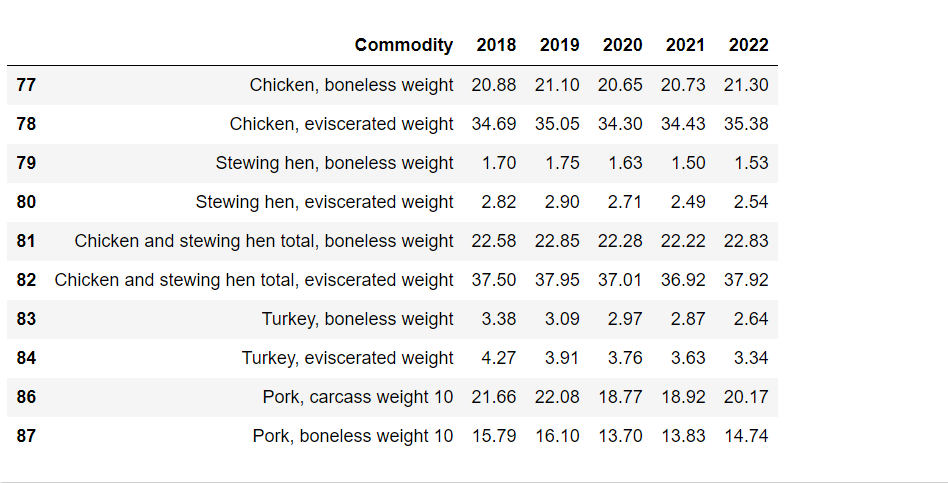 Commodity 2018 2019 2020 2021 2022
77 Chicken, boneless weight 20.88 21.10 20.65 20.73 21.30
78 Chicken, eviscerated weight 34.69 35.05 34.30 34.43 35.38
79 Stewing hen, boneless weight 1.70 1.75 1.63 1.50 1.53
80 Stewing hen, eviscerated weight 2.82 2.90 2.71 2.49 2.54
81 Chicken and stewing hen total, boneless weight 22.58 22.85 22.28 22.22 22.83
82 Chicken and stewing hen total, eviscerated weight 37.50 37.95 37.01 36.92 37.92
83 Turkey, boneless weight 3.38 3.09 2.97 2.87 2.64
84 Turkey, eviscerated weight 4.27 3.91 3.76 3.63 3.34
86 Pork, carcass weight 10 21.66 22.08 18.77 18.92 20.17
87 Pork, boneless weight 10 15.79 16.10 13.70 13.83 14.74